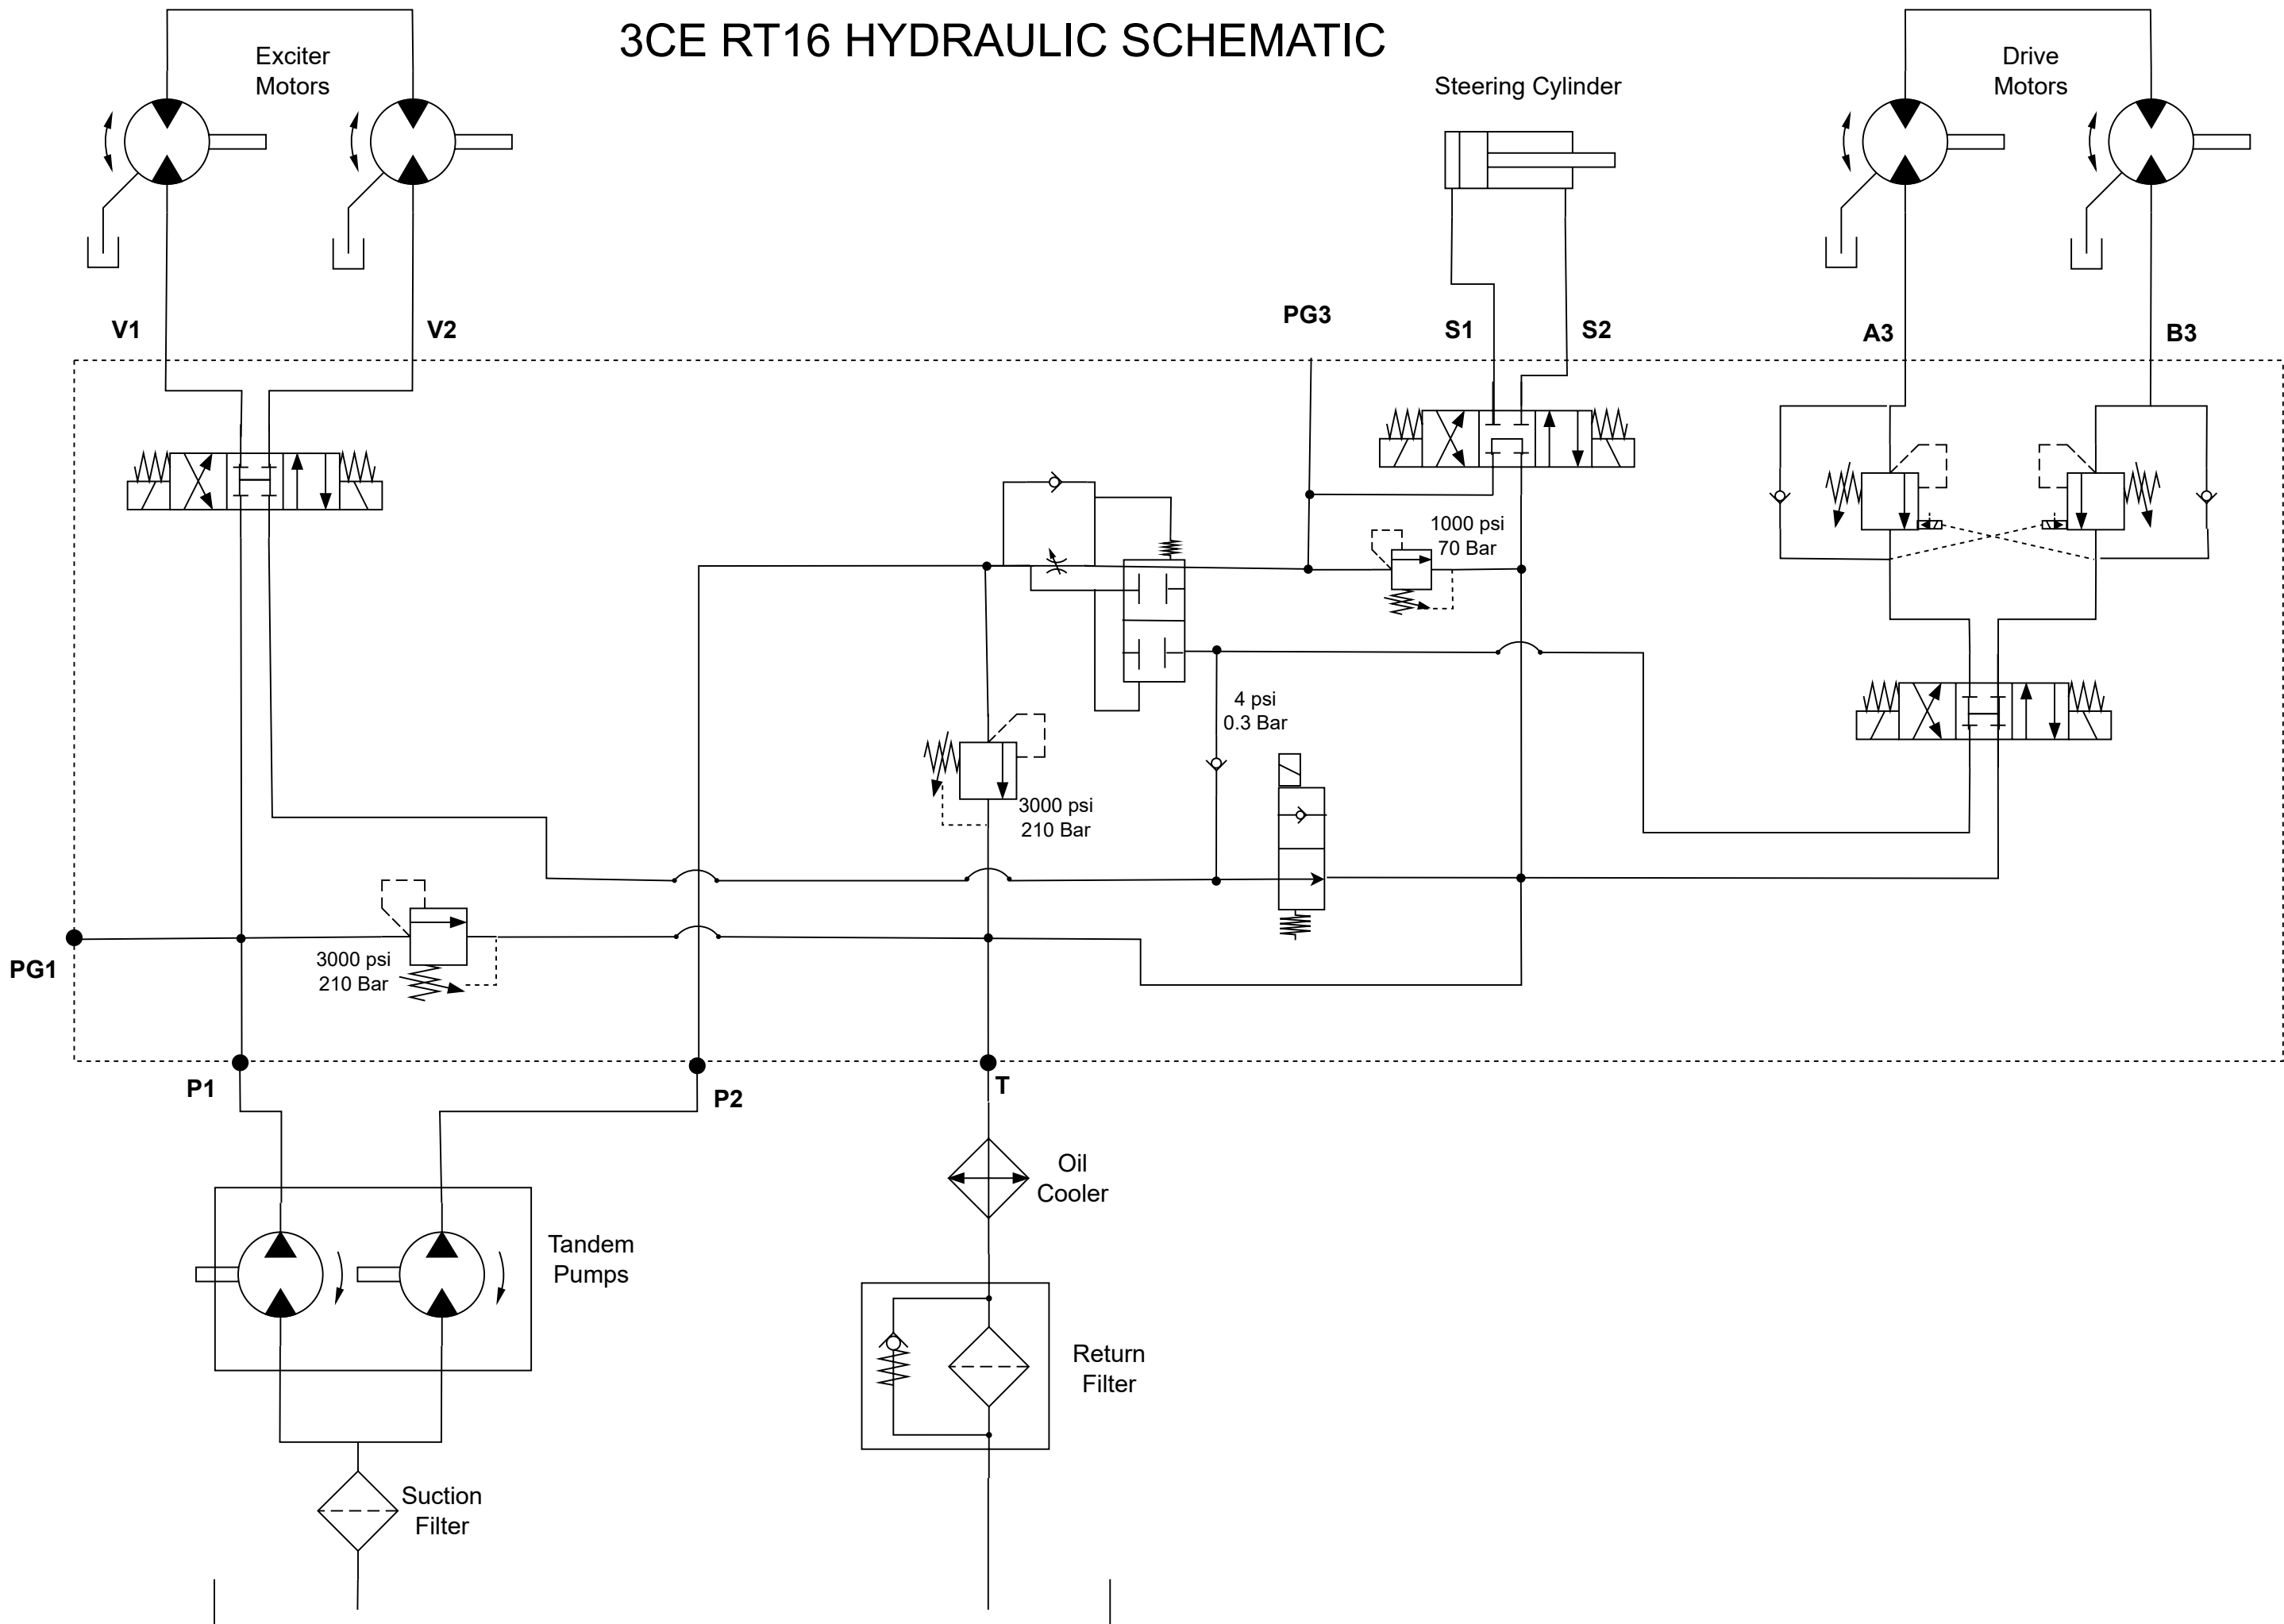 3CE RT16 HYDRAULIC SCHEMATIC
Exciter
Motors
Steering Cylinder
Drive
Motors
V1
V2
PG3
S1
S2
A3
B3
1000 psi
70 Bar
4 psi
0.3 Bar
3000 psi
210 Bar
PG1
3000 psi
210 Bar
P1
P2
T
Oil
Cooler
Tandem
Pumps
Return
Filter
Suction
Filter